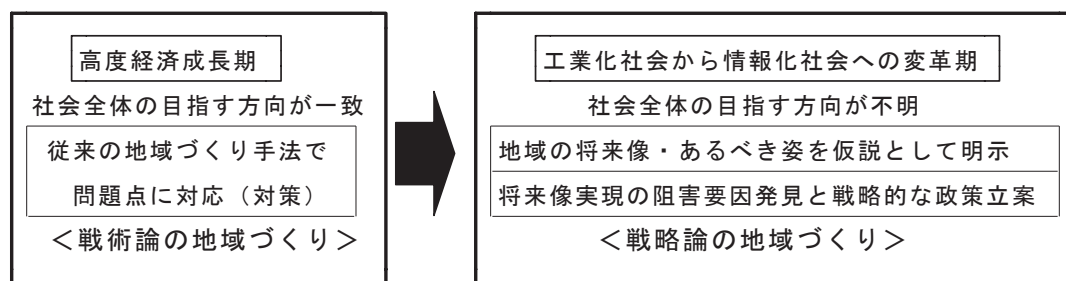 高度経済成長期
社会全体の目指す方向が一致
従来の地域づくり手法で
問題点に対応（対策）
＜戦術論の地域づくり＞
工業化社会から情報化社会への変革期
社会全体の目指す方向が不明
地域の将来像・あるべき姿を仮説として明示
将来像実現の阻害要因発見と戦略的な政策立案
＜戦略論の地域づくり＞